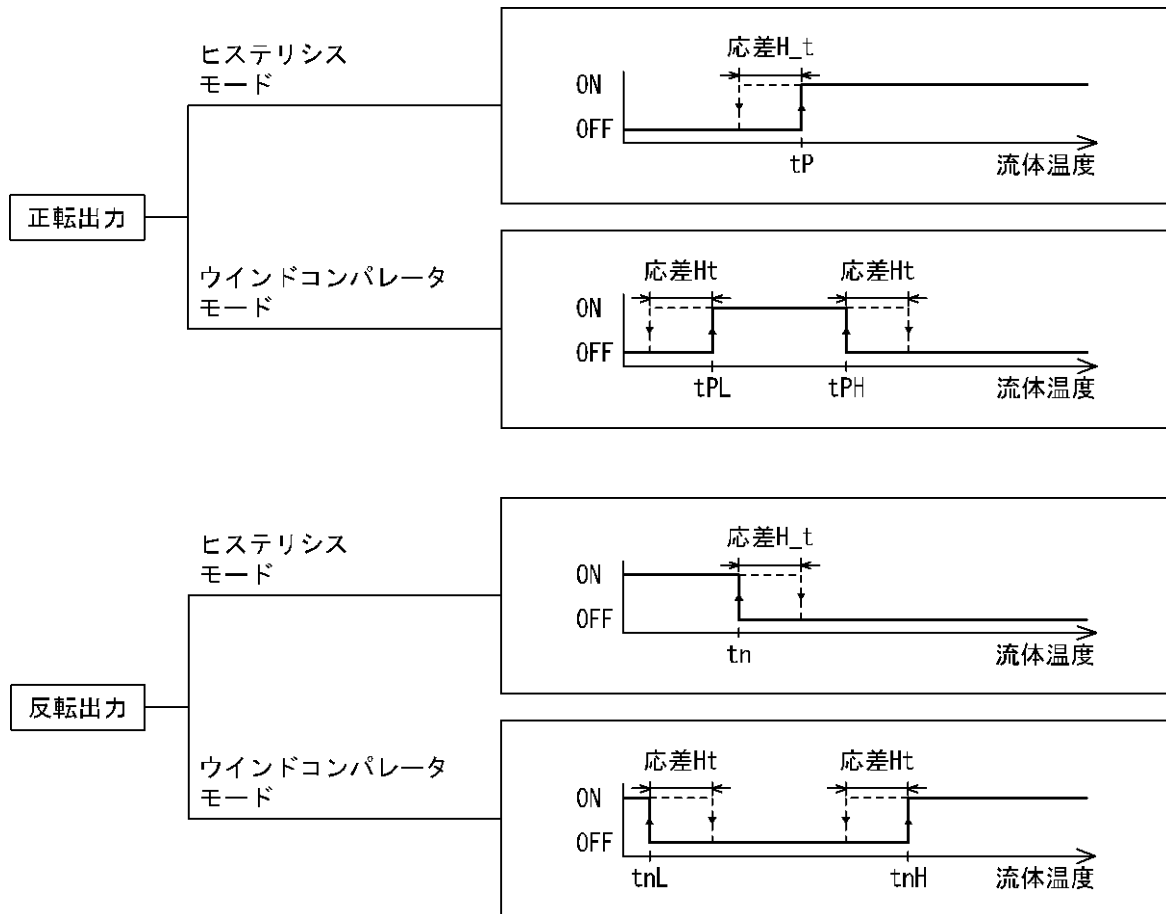 正転出力
ヒステリシス
モード
応差H_t
ON
OFF
tP
流体温度
ウインドコンパレータ
モード
応差Ht 応差Ht
ON
OFF
tPL tPH 流体温度
反転出力
ヒステリシス
モード
応差H_t
ON
OFF
tn
流体温度
ウインドコンパレータ
モード
応差Ht 応差Ht
ON
OFF
tnL tnH 流体温度